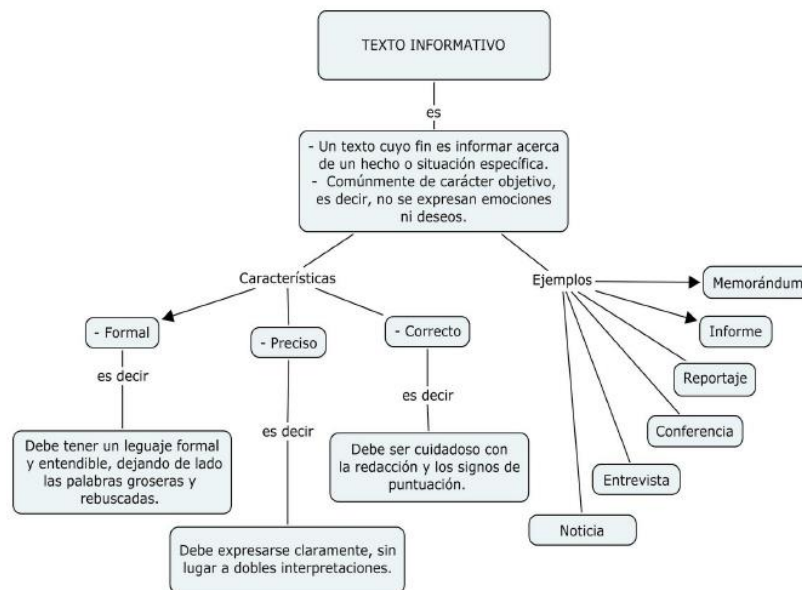 TEXTO INFORMATIVO
es
- Un texto cuyo fin es informar acerca
de un hecho o situación específica.
- Comúnmente de carácter objetivo,
es decir, no se expresan emociones
ni deseos.
Características
Ejemplos
Memorándum
- Formal
- Preciso
- Correcto
Informe
Reportaje
Conferencia
Entrevista
Noticia
es decir
es decir
es decir
Debe tener un leguaje formal
y entendible, dejando de lado
las palabras groseras y
rebuscadas.
Debe expresarse claramente, sin
lugar a dobles interpretaciones.
Debe ser cuidadoso con
la redacción y los signos de
puntuación.